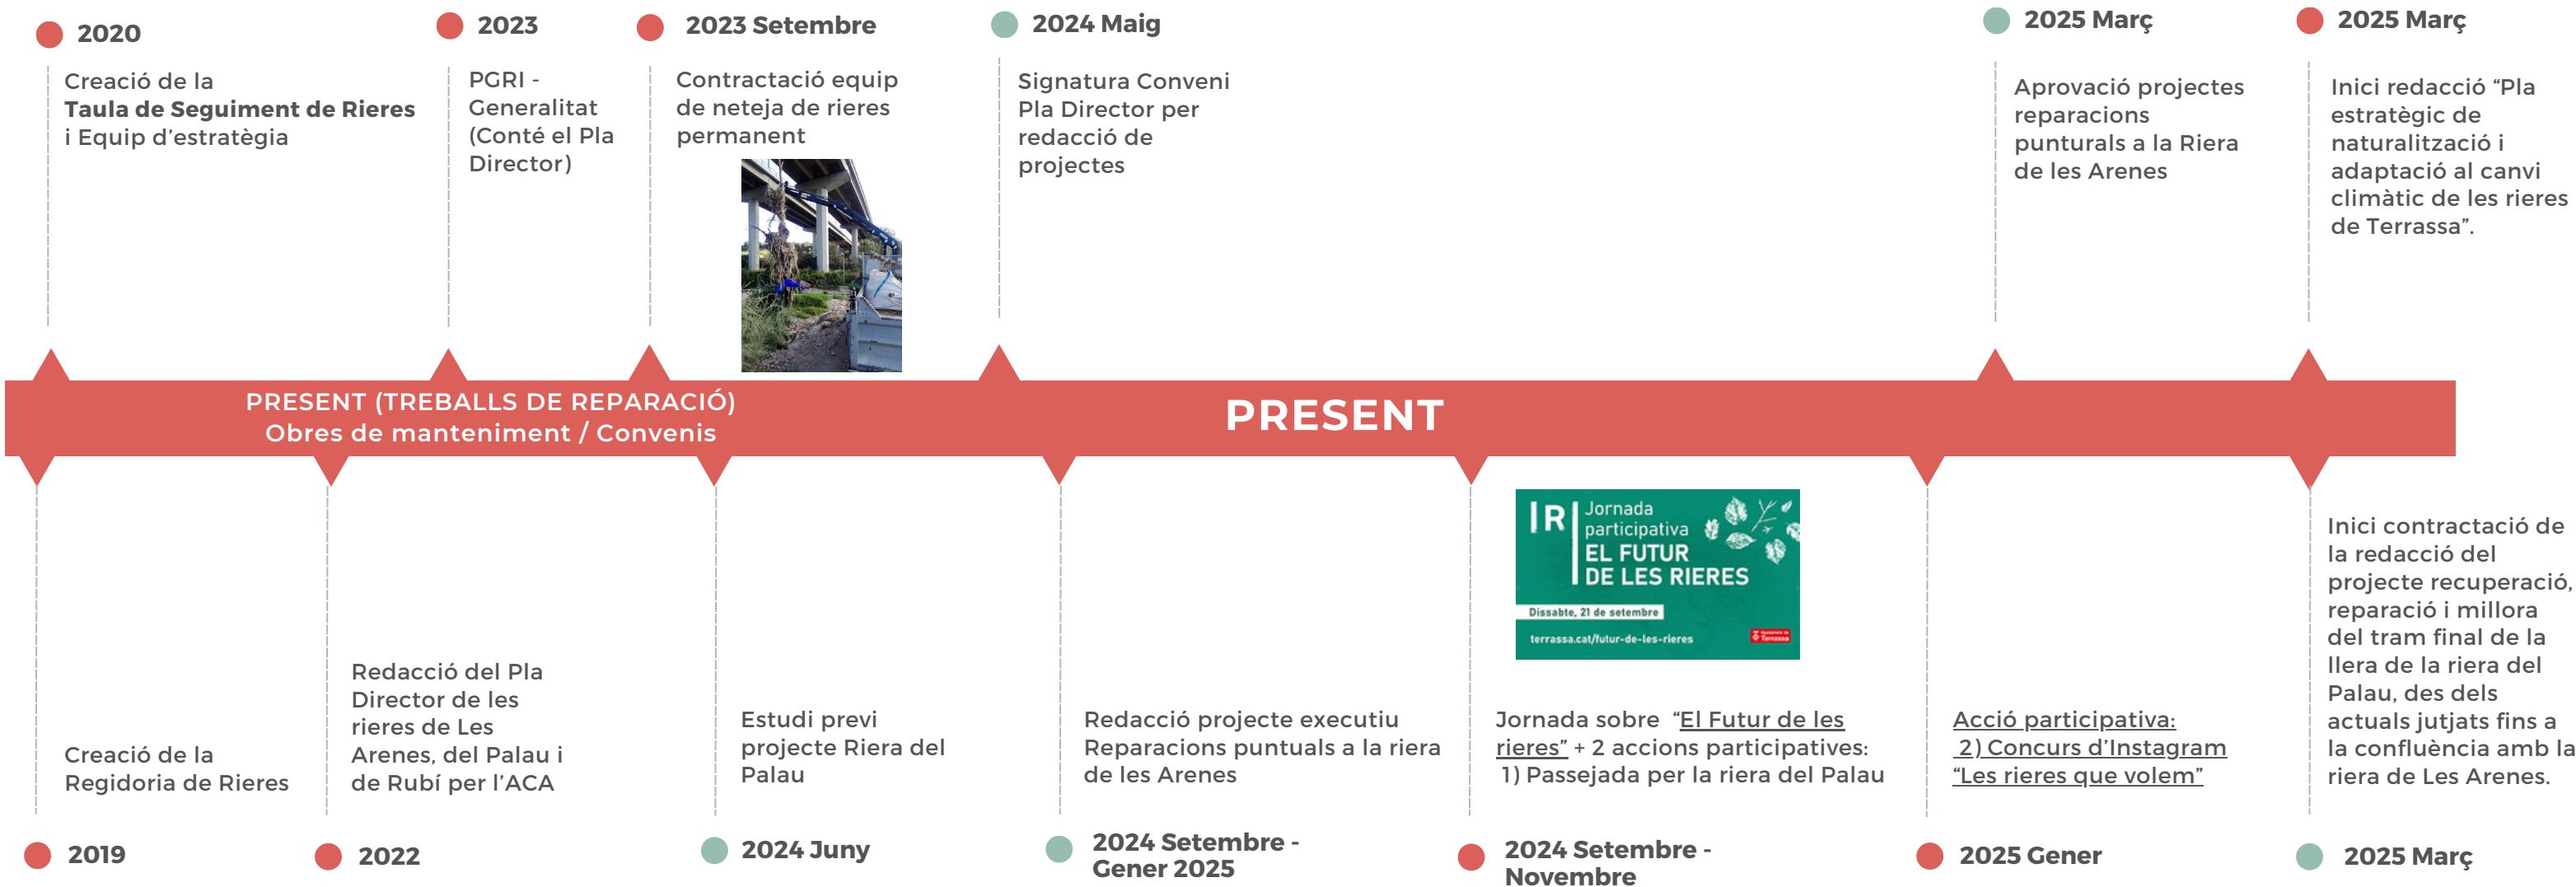 2020
Creació de la
Taula de Seguiment de Rieres
i Equip d’estratègia
2023
PGRI -
Generalitat
(Conté el Pla
Director)
2023 Setembre
Contractació equip
de neteja de rieres
permanent
2024 Maig
Signatura Conveni
Pla Director per
redacció de
projectes
2025 Març
Aprovació projectes
reparacions
punturals a la Riera
de les Arenes
2025 Març
Inici redacció “Pla
estratègic de
naturalització i
adaptació al canvi
climàtic de les rieres
de Terrassa”.
PRESENT (TREBALLS DE REPARACIÓ)
Obres de manteniment / Convenis
PRESENT
Creació de la
Regidoria de Rieres
2019
Redacció del Pla
Director de les
rieres de Les
Arenes, del Palau i
de Rubí per l’ACA
2022
Estudi previ
projecte Riera del
Palau
2024 Juny
Redacció projecte executiu
Reparacions puntuals a la riera
de les Arenes
2024 Setembre -
Gener 2025
IR
Jornada
participativa
EL FUTUR
DE LES RIERES
Dissabte, 21 de setembre
terrassa.cat/futur-de-les-rieres
Ajuntament de
Terrassa
Jornada sobre “El Futur de les
rieres” + 2 accions participatives:
1) Passejada per la riera del Palau
2024 Setembre -
Novembre
Acció participativa:
2) Concurs d’Instagram
“Les rieres que volem”
2025 Gener
Inici contractació de
la redacció del
projecte recuperació,
reparació i millora
del tram final de la
llera de la riera del
Palau, des dels
actuals jutjats fins a
la confluència amb la
riera de Les Arenes.
2025 Març